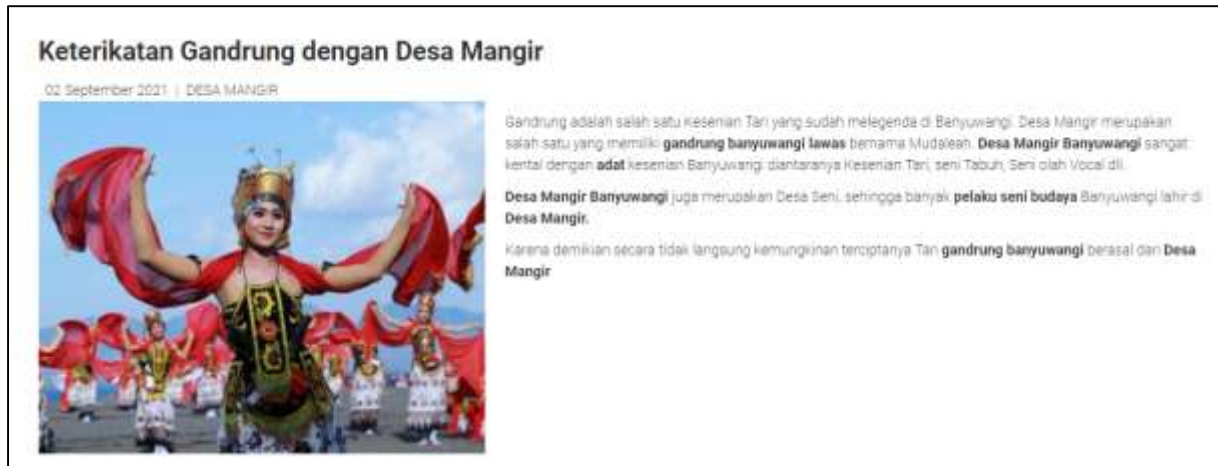 Keterikatan Gandrung dengan Desa Mangir
02 September 2021 | DESA MANGIR
Gandrung adalah salah satu Kesenian Tari yang sudah melegenda di Banyuwangi. Desa Mangir merupakan
salah satu yang memiliki gandrung banyuwangi lawas bernama Mudaleah. Desa Mangir Banyuwangi sangat
kental dengan adat kesenian Banyuwangi diantaranya Kesenian Tari, seni Tabuh, Seni olah Vocal dll.
Desa Mangir Banyuwangi juga merupakan Desa Seni, sehingga banyak pelaku seni budaya Banyuwangi lahir di
Desa Mangir.
Karena demikian secara tidak langsung kemungkinan terciptanya Tari gandrung banyuwangi berasal dari Desa
Mangir